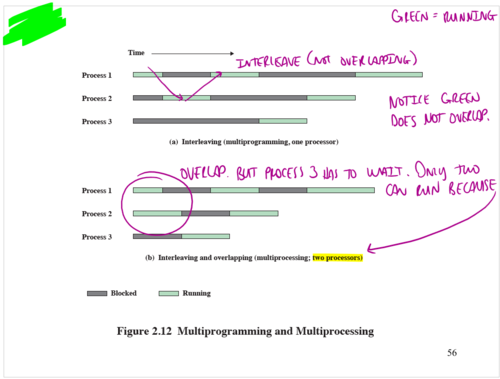 GREEN = RUNNING
Time
INTERLEAVE (NOT OVERLAPPING)
Process 1
Process 2
NOTICE GREEN
DOES NOT OVERLAP.
Process 3
(a) Interleaving (multiprogramming, one processor)
OVERLAP. BUT PROCESS 3 HAS TO WAIT. ONLY TWO
CAN RUN BECAUSE
Process 1
Process 2
Process 3
(b) Interleaving and overlapping (multiprocessing; two processors)
Blocked
Running
Figure 2.12 Multiprogramming and Multiprocessing
56